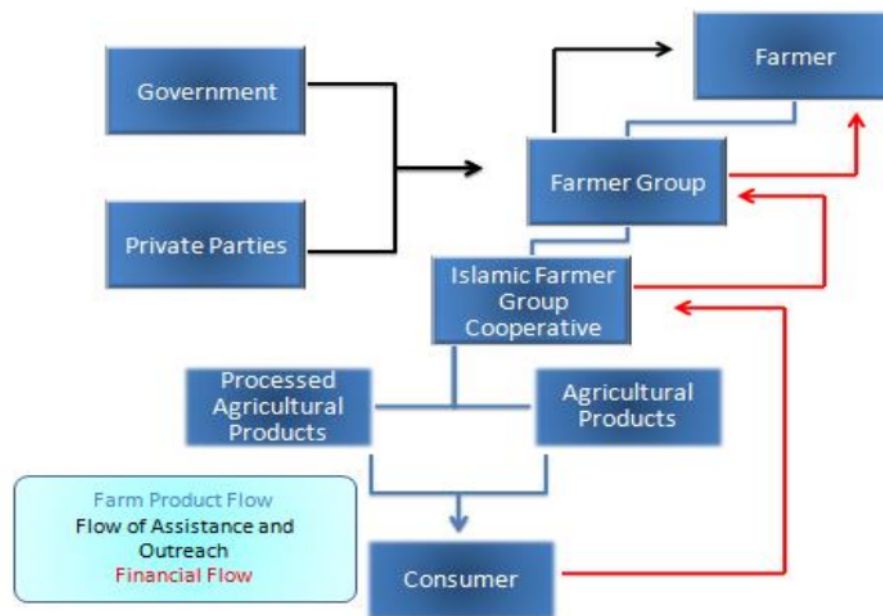 Farmer
Government
Farmer Group
Private Parties
Islamic Farmer
Group
Cooperative
Processed
Agricultural
Products
Agricultural
Products
Farm Product Flow
Flow of Assistance and
Outreach
Financial Flow
Consumer